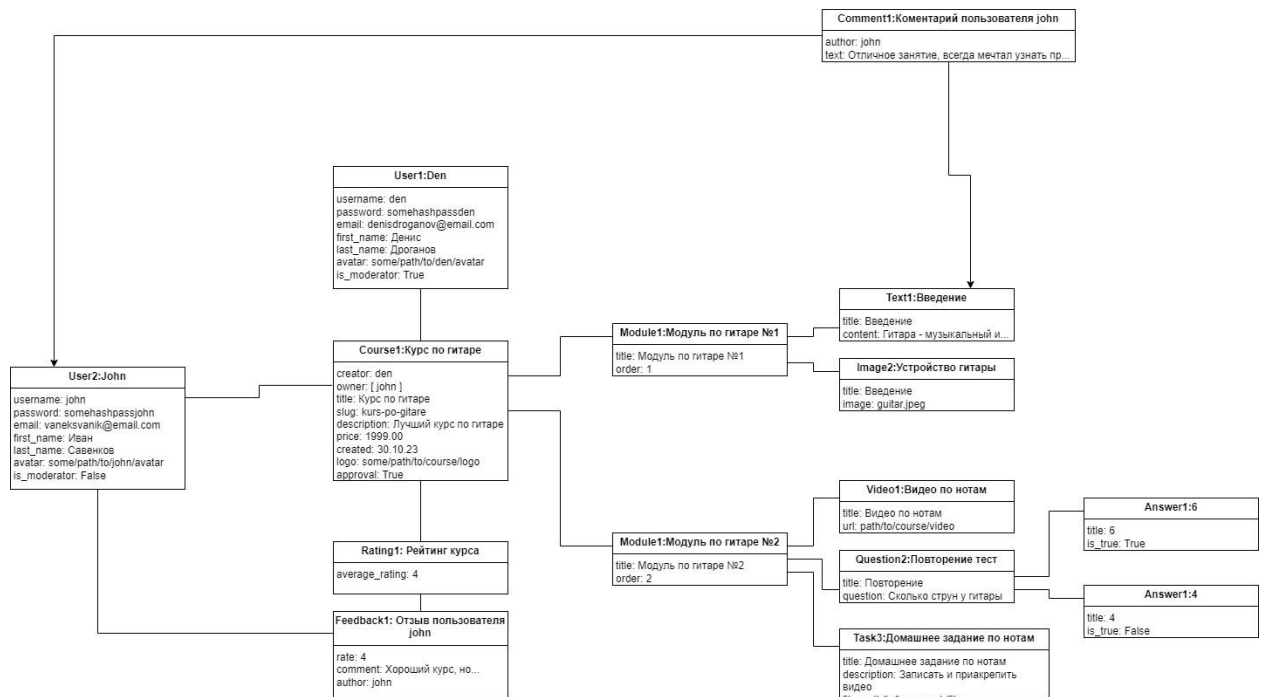 Comment1:Коментарий пользователя john
author: john
text: Отличное занятие, всегда мечтал узнать пр...
User1:Den
username: den
password: somehashpassden
email: denisdroganov@email.com
first_name: Денис
last_name: Дроганов
avatar: some/path/to/den/avatar
is_moderator: True
User2:John
username: john
password: somehashpassjohn
email: vaneksvanik@email.com
first_name: Иван
last_name: Савенков
avatar: some/path/to/john/avatar
is_moderator: False
Course1:Курс по гитаре
creator: den
owner: [ john ]
title: Курс по гитаре
slug: kurs-po-gitare
description: Лучший курс по гитаре
price: 1999.00
created: 30.10.23
logo: some/path/to/course/logo
approval: True
Rating1: Рейтинг курса
average_rating: 4
Feedback1: Отзыв пользователя
john
rate: 4
comment: Хороший курс, но...
author: john
Module1:Модуль по гитаре №1
title: Модуль по гитаре №1
order: 1
Module1:Модуль по гитаре №2
title: Модуль по гитаре №2
order: 2
Text1:Введение
title: Введение
content: Гитара - музыкальный и...
Image2:Устройство гитары
title: Введение
image: guitar.jpeg
Video1:Видео по нотам
title: Видео по нотам
url: path/to/course/video
Question2:Повторение тест
title: Повторение
question: Сколько струн у гитары
Task3:Домашнее задание по нотам
title: Домашнее задание по нотам
description: Записать и приакрепить
видео
Answer1:6
title: 6
is_true: True
Answer1:4
title: 4
is_true: False